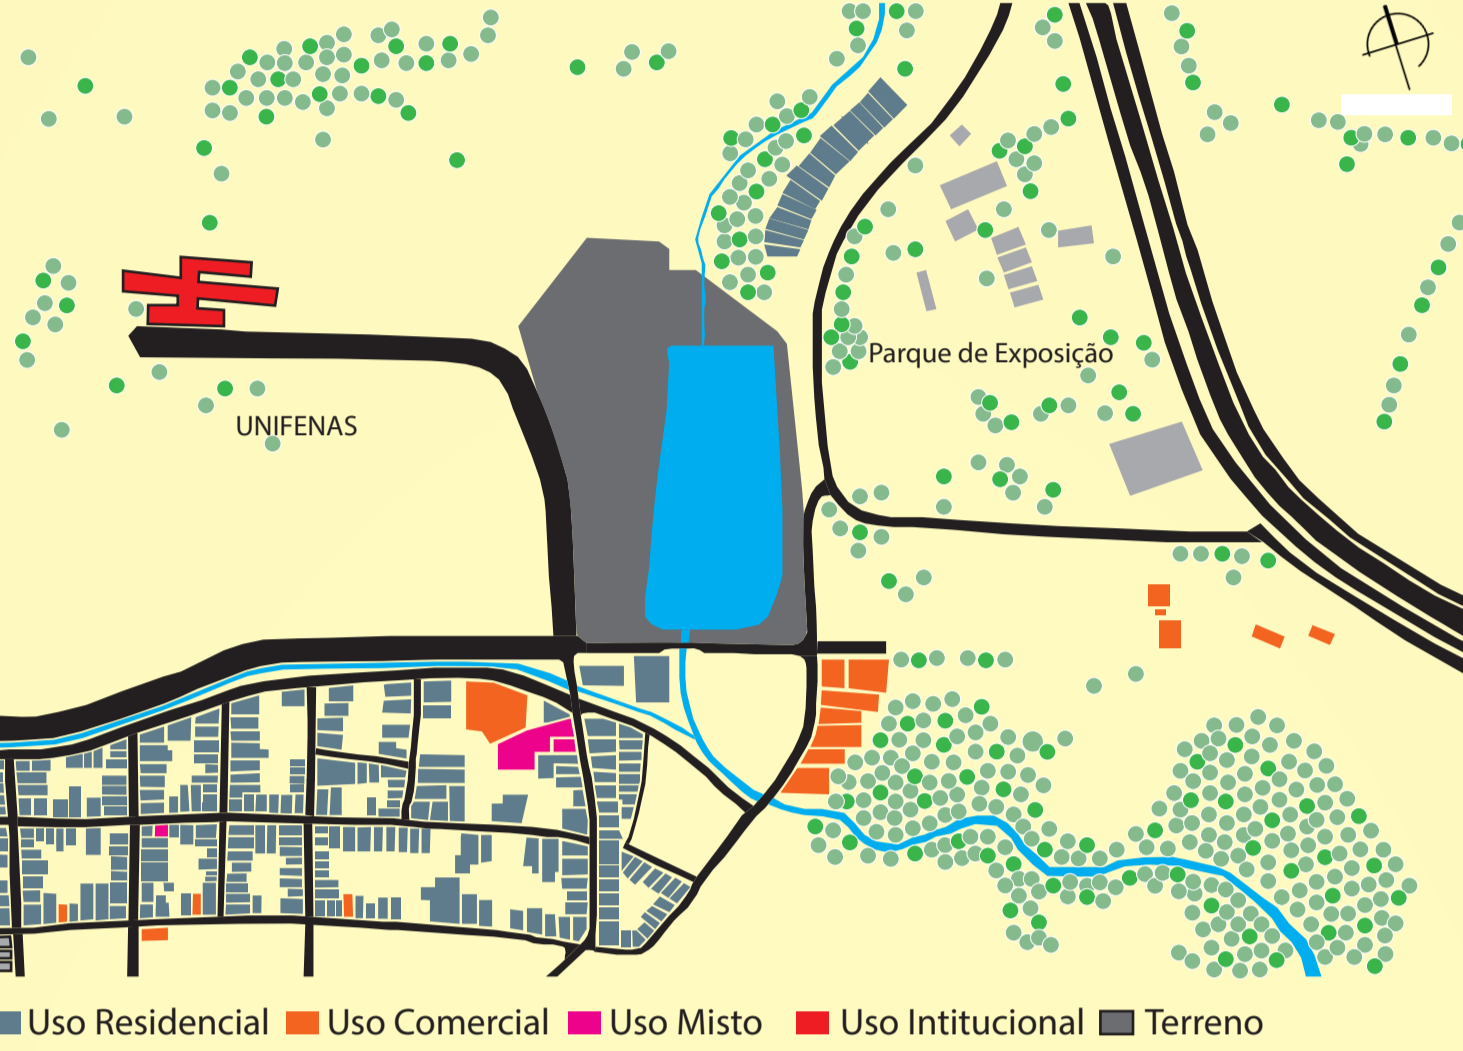 Parque de Exposição
UNIFENAS
Uso Residencial Uso Comercial Uso Misto Uso Intitucional Terreno